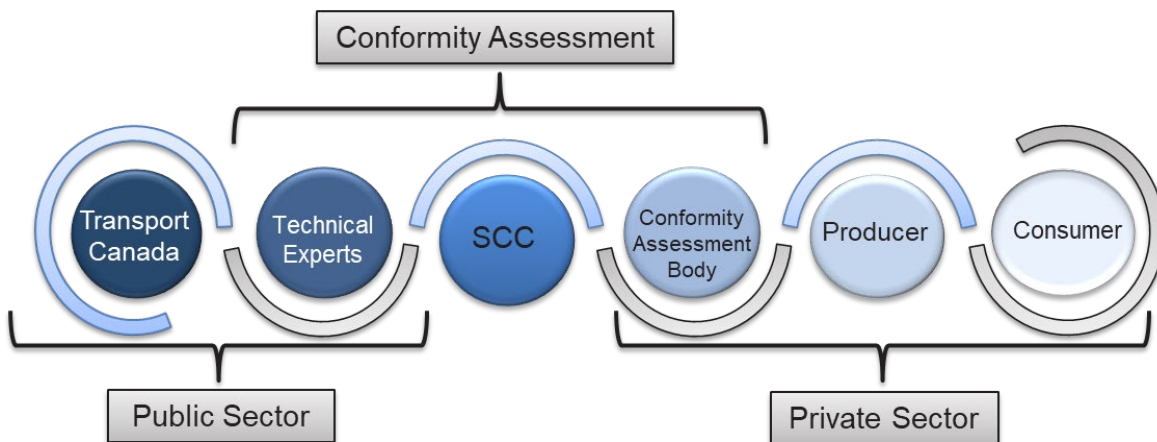 Conformity Assessment
Transport
Canada
Technical
Experts
SCC
Conformity
Assessment
Body
Producer
Consumer
Public Sector
Private Sector